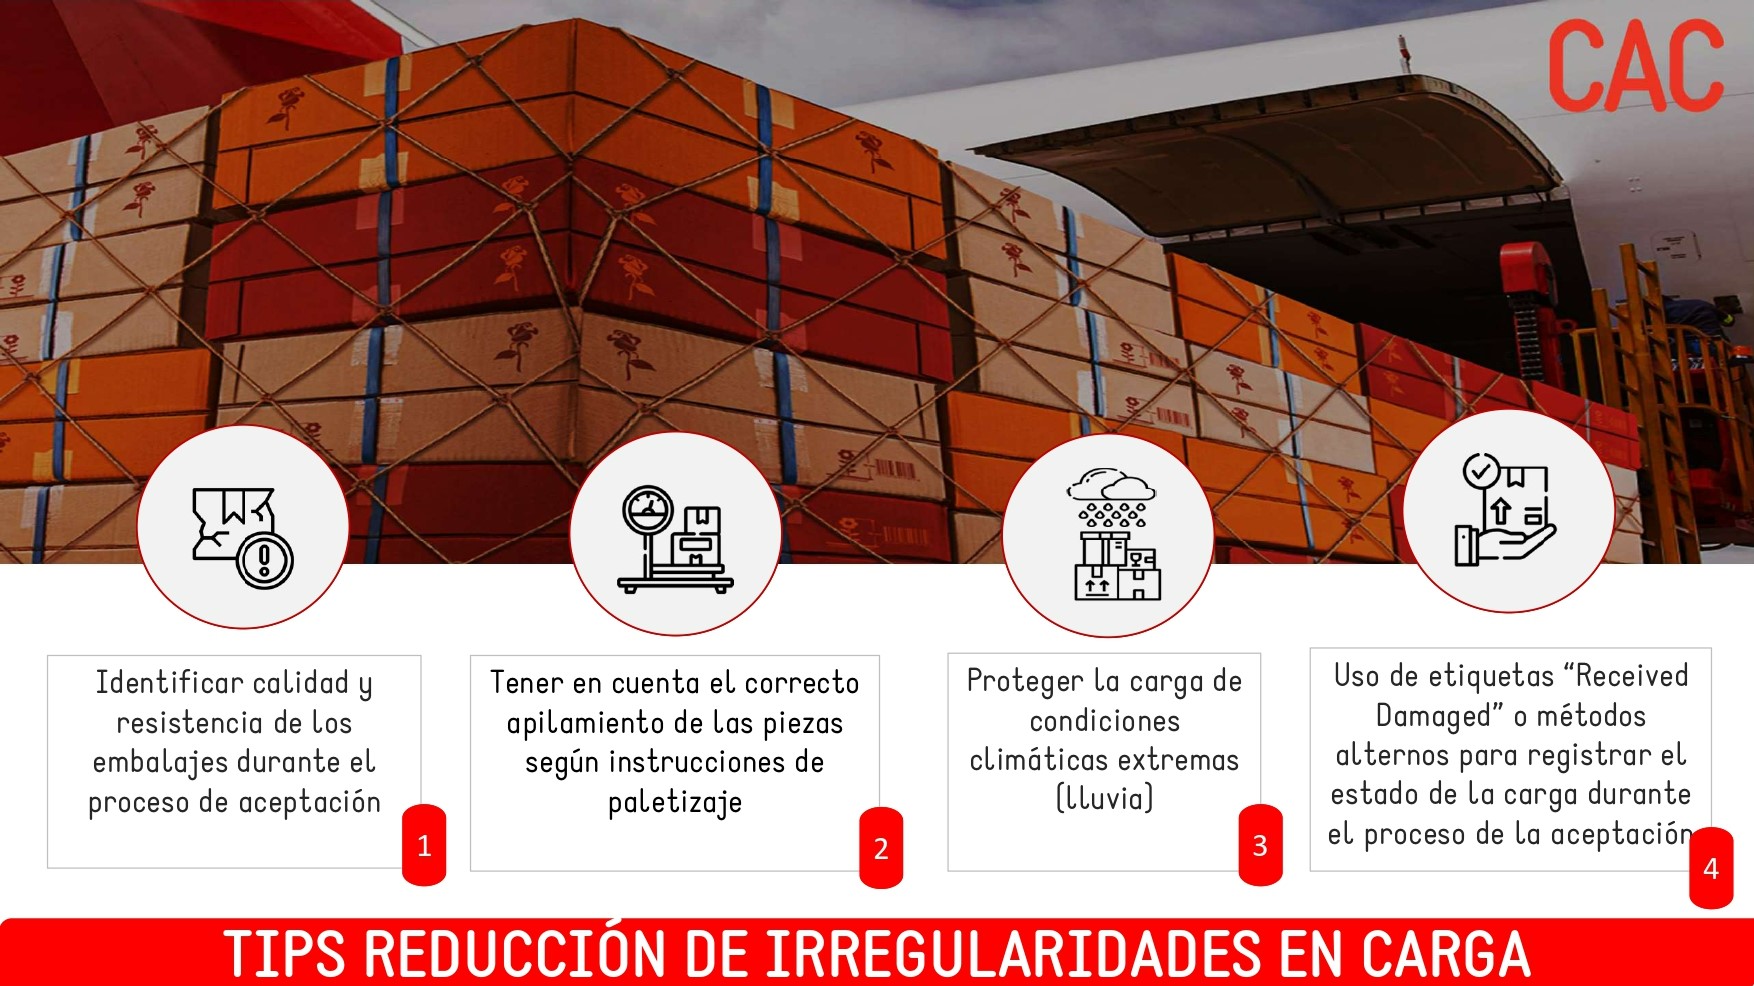 CAC
Identificar calidad y
resistencia de los
embalajes durante el
proceso de aceptación
1
Tener en cuenta el correcto
apilamiento de las piezas
según instrucciones de
paletizaje
2
Proteger la carga de
condiciones
climáticas extremas
(lluvia)
3
Uso de etiquetas “Received
Damaged” o métodos
alternos para registrar el
estado de la carga durante
el proceso de la aceptación
4
TIPS REDUCCIÓN DE IRREGULARIDADES EN CARGA